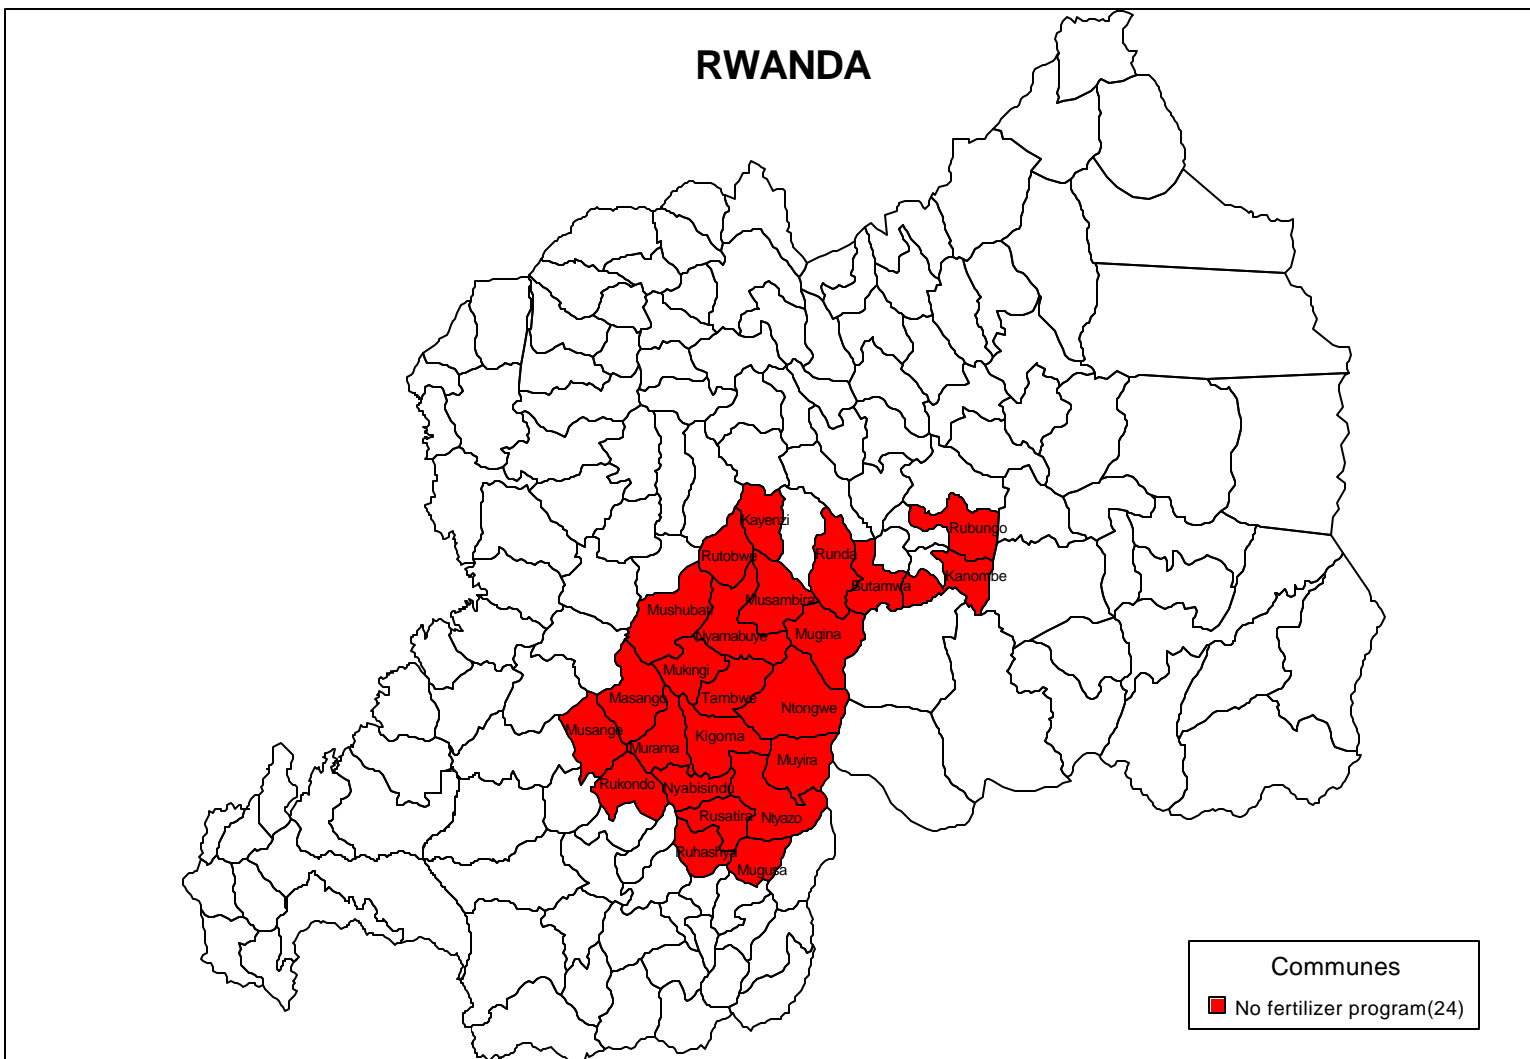 RWANDA
Kayenzi
Rubungo
Rutobwe
Runda
Kanombe
Butamwa
Musambira
Mushubati
Mugina
Nyamabuye
Mukingi
Masango
Tambwe
Ntongwe
Musange
Kigoma
Murama
Muyira
Rukondo
Nyabisindu
Rusatira
Ntyazo
Ruhashya
Mugusa
Communes
No fertilizer program(24)